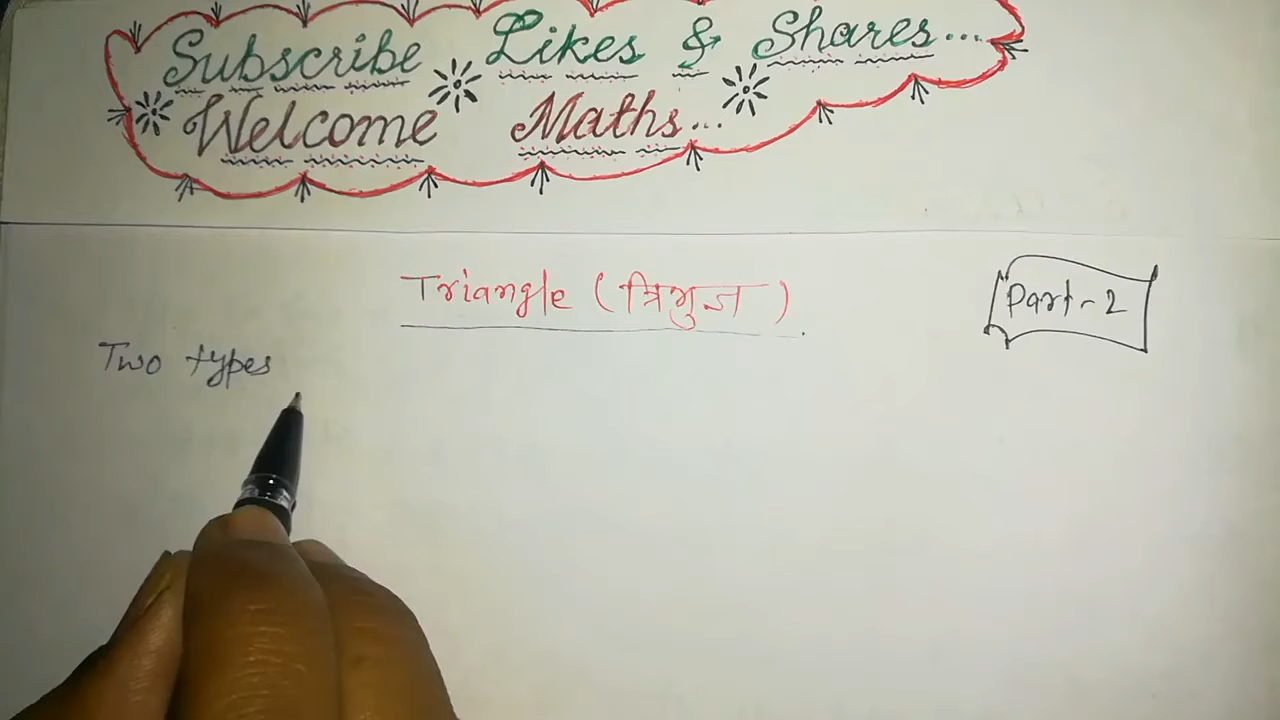 Subscribe Likes & Shares...
Welcome Maths...
Triangle (त्रिभुज)
Part-2
Two types